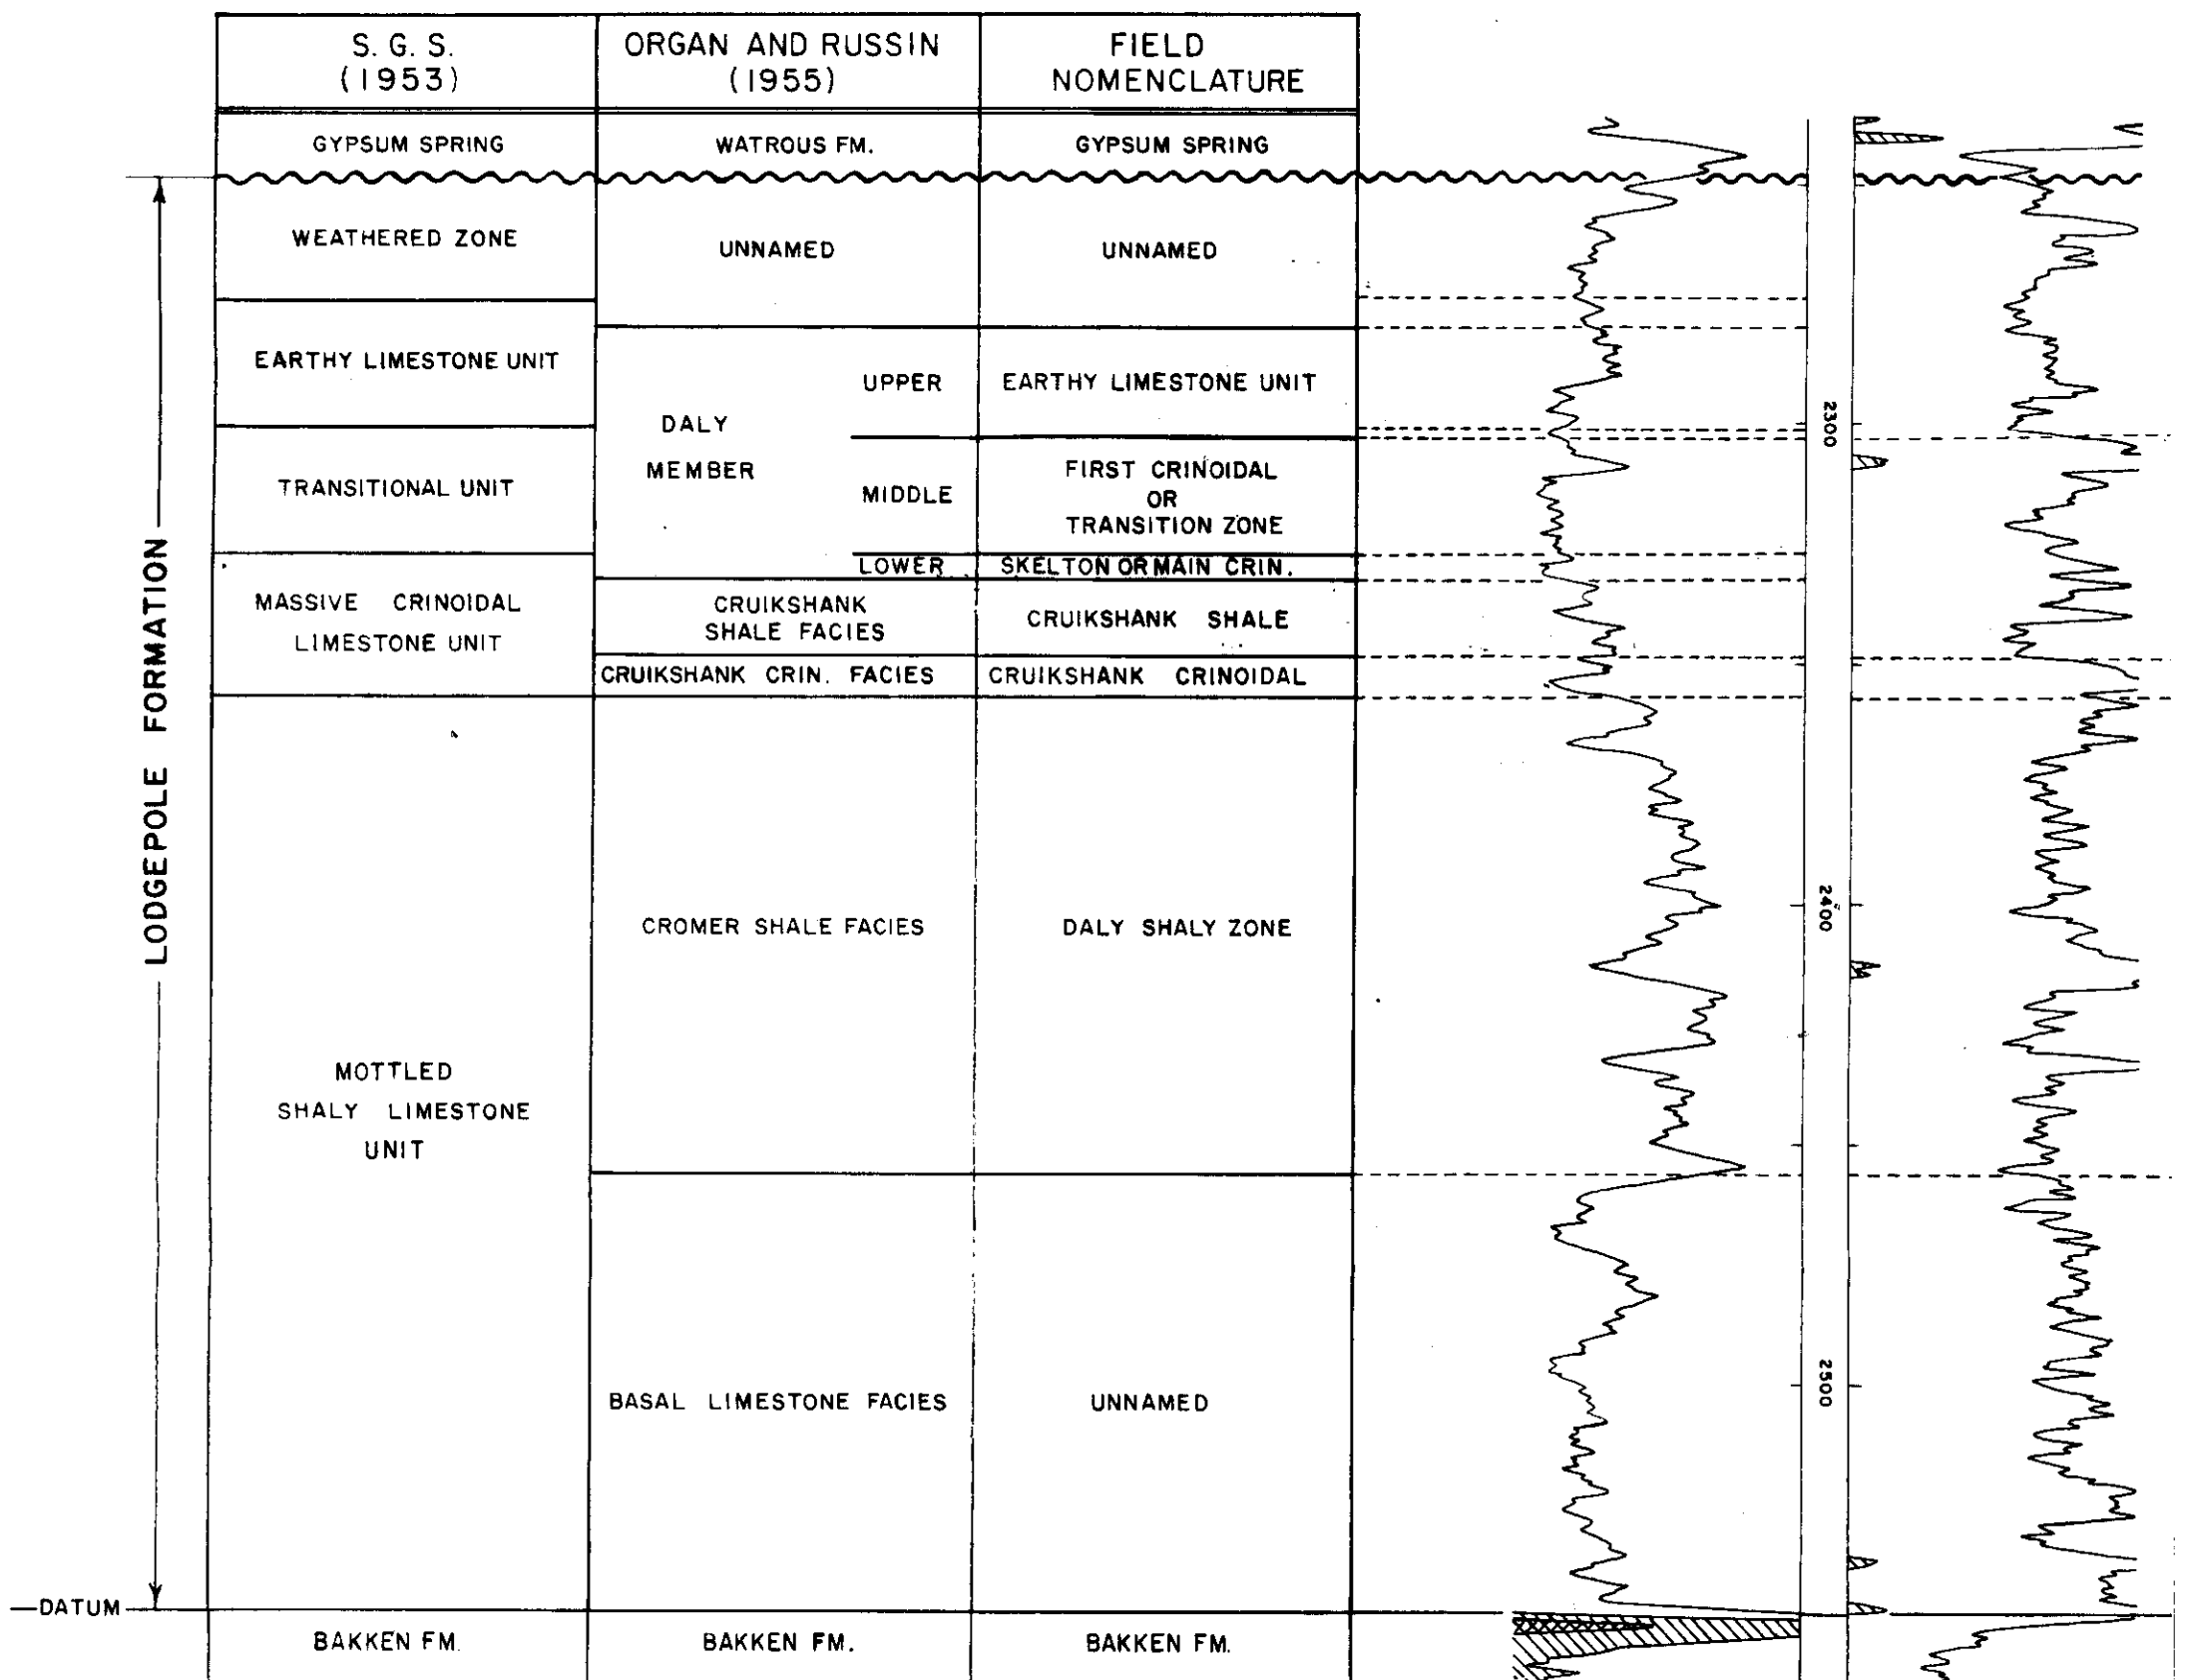 S. G. S.
(1953)
ORGAN AND RUSSIN
(1955)
FIELD
NOMENCLATURE
GYPSUM SPRING
WATROUS FM.
GYPSUM SPRING
WEATHERED ZONE
UNNAMED
UNNAMED
EARTHY LIMESTONE UNIT
DALY
MEMBER
UPPER
EARTHY LIMESTONE UNIT
TRANSITIONAL UNIT
MIDDLE
FIRST CRINOIDAL
OR
TRANSITION ZONE
LOWER
SKELTON OR MAIN CRIN.
MASSIVE CRINOIDAL
LIMESTONE UNIT
CRUIKSHANK
SHALE FACIES
CRUIKSHANK SHALE
CRUIKSHANK CRIN. FACIES
CRUIKSHANK CRINOIDAL
MOTTLED
SHALY LIMESTONE
UNIT
CROMER SHALE FACIES
DALY SHALY ZONE
BASAL LIMESTONE FACIES
UNNAMED
BAKKEN FM.
BAKKEN FM.
BAKKEN FM.
LODGEPOLE FORMATION
DATUM
2300
2400
2500